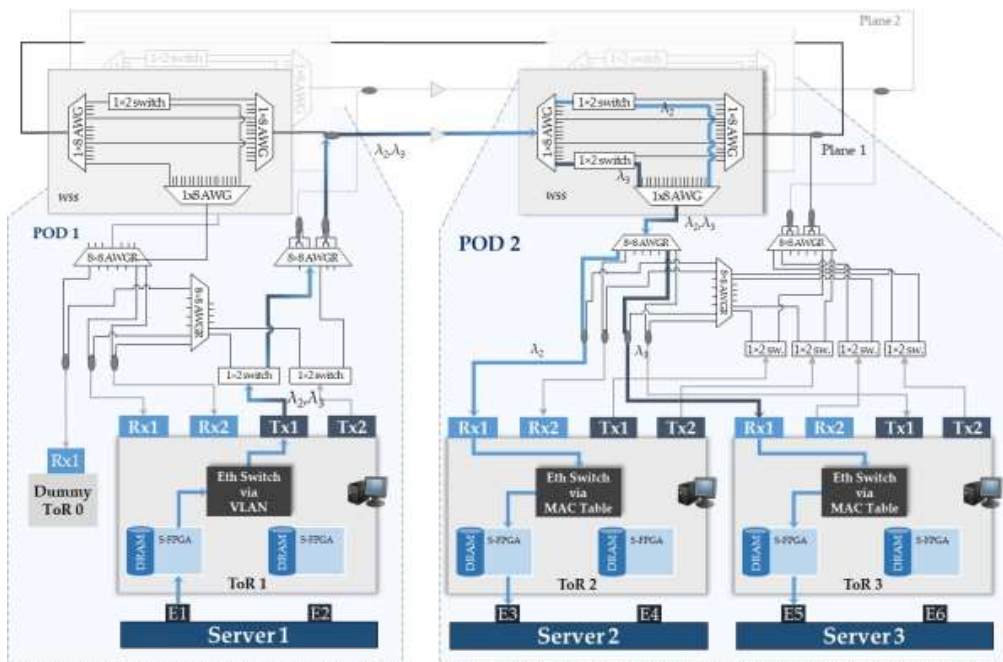 Plane 2
1×2 switch
1×2 switch
1×2 switch
1×8 AWG
1×8 AWG
1x8 AWG
wss
λ2,λ3
1×2 switch
λ2
1×8 AWG
1×8 AWG
1×2 switch
λ3
1x8 AWG
wss
Plane 1
λ2,λ3
POD 1
8×8 AWGR
8×8 AWGR
8×8 AWGR
POD 2
8×8 AWGR
8×8 AWGR
8×8 AWGR
1×2 switch
1×2 switch
λ2,λ3
λ2
λ3
1×2 sw.
1×2 sw.
1×2 sw.
1×2 sw.
Rx1
Rx2
Tx1
Tx2
Rx1
Rx2
Tx1
Tx2
Rx1
Rx2
Tx1
Tx2
Rx1
Dummy
ToR 0
Eth Switch
via
VLAN
DRAM
S-FPGA
DRAM
S-FPGA
ToR 1
E1
E2
Server 1
Eth Switch
via
MAC Table
DRAM
S-FPGA
DRAM
S-FPGA
ToR 2
E3
E4
Server 2
Eth Switch
via
MAC Table
DRAM
S-FPGA
DRAM
S-FPGA
ToR 3
E5
E6
Server 3